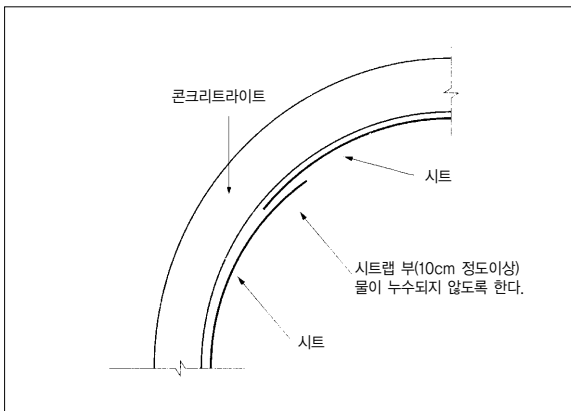 콘크리트라이트
시트
시트랩 부(10cm 정도이상)
물이 누수되지 않도록 한다.
시트